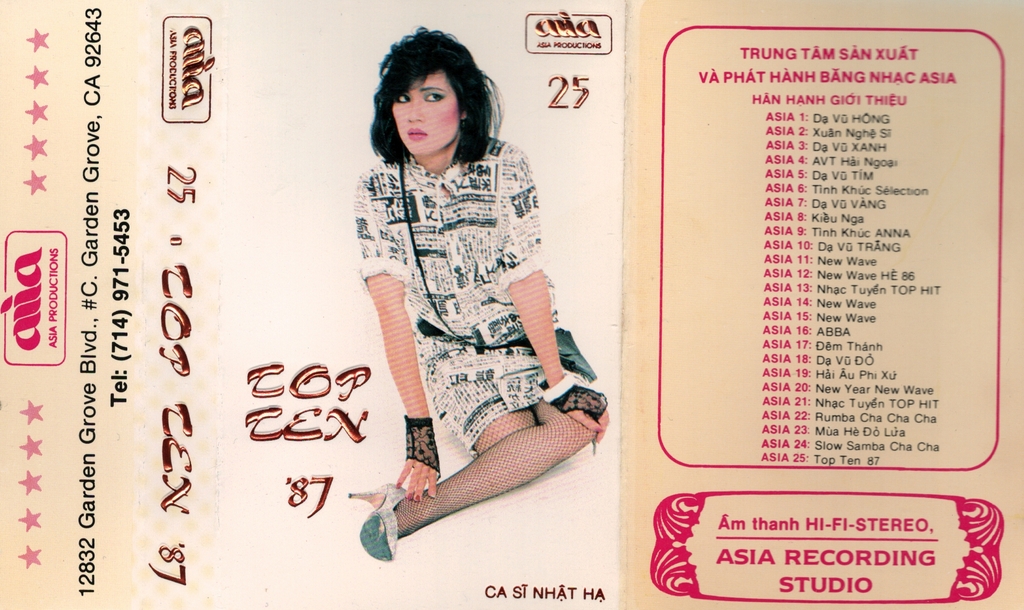 12832 Garden Grove Blvd., #C. Garden Grove, CA 92643
Tel: (714) 971-5453
asia
ASIA PRODUCTIONS
asia
ASIA PRODUCTIONS
25 - TOP TEN '87
asia
ASIA PRODUCTIONS
25
TOP
TEN
'87
CA SĨ NHẬT HẠ
TRUNG TÂM SẢN XUẤT
VÀ PHÁT HÀNH BĂNG NHẠC ASIA
HÂN HẠNH GIỚI THIỆU
ASIA 1: Dạ Vũ HỒNG
ASIA 2: Xuân Nghệ Sĩ
ASIA 3: Dạ Vũ XANH
ASIA 4: AVT Hải Ngoại
ASIA 5: Dạ Vũ TÍM
ASIA 6: Tình Khúc Sélection
ASIA 7: Dạ Vũ VÀNG
ASIA 8: Kiều Nga
ASIA 9: Tình Khúc ANNA
ASIA 10: Dạ Vũ TRẮNG
ASIA 11: New Wave
ASIA 12: New Wave HÈ 86
ASIA 13: Nhạc Tuyển TOP HIT
ASIA 14: New Wave
ASIA 15: New Wave
ASIA 16: ABBA
ASIA 17: Đêm Thánh
ASIA 18: Dạ Vũ ĐỎ
ASIA 19: Hải Âu Phi Xứ
ASIA 20: New Year New Wave
ASIA 21: Nhạc Tuyển TOP HIT
ASIA 22: Rumba Cha Cha Cha
ASIA 23: Mùa Hè Đỏ Lửa
ASIA 24: Slow Samba Cha Cha
ASIA 25: Top Ten 87
Âm thanh HI-FI-STEREO,
ASIA RECORDING
STUDIO